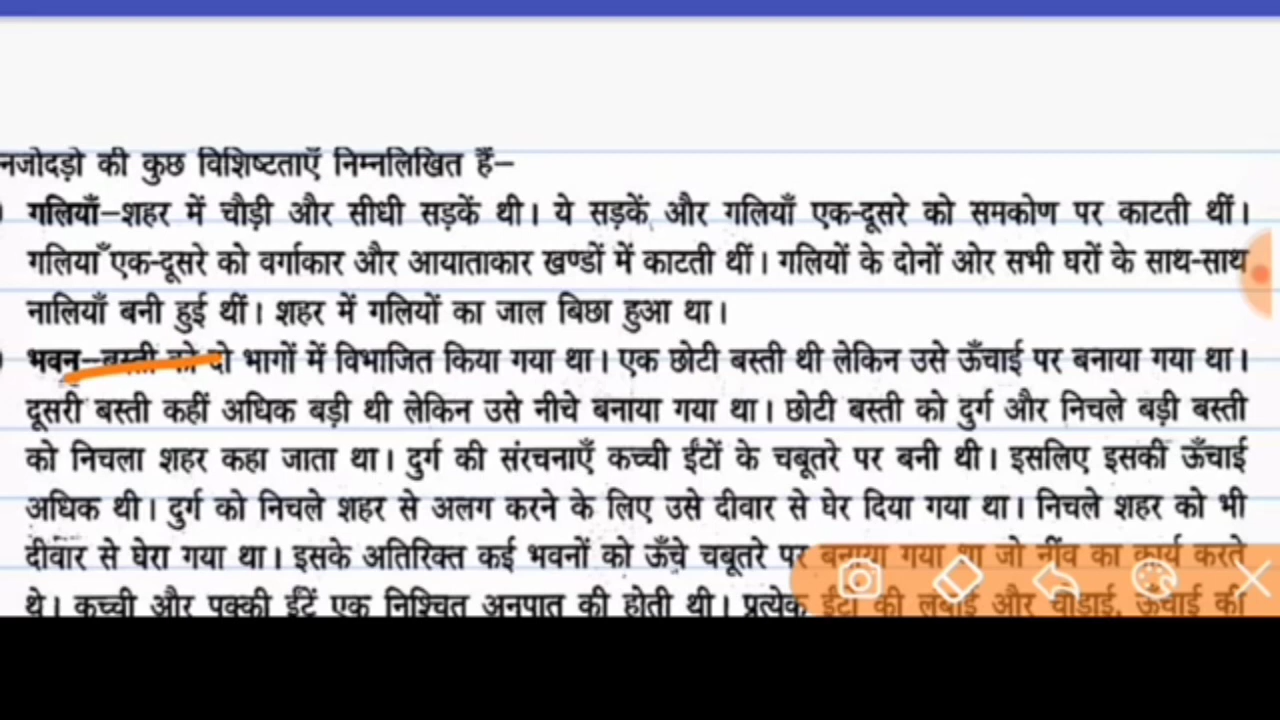 नजोदड़ो की कुछ विशिष्टताएँ निम्नलिखित हैं–
गलियाँ–शहर में चौड़ी और सीधी सड़कें थी। ये सड़कें और गलियाँ एक-दूसरे को समकोण पर काटती थीं।
गलियाँ एक-दूसरे को वर्गाकार और आयाताकार खण्डों में काटती थीं। गलियों के दोनों ओर सभी घरों के साथ-साथ
नालियाँ बनी हुई थीं। शहर में गलियों का जाल बिछा हुआ था।
भवन–बस्ती को दो भागों में विभाजित किया गया था। एक छोटी बस्ती थी लेकिन उसे ऊँचाई पर बनाया गया था।
दूसरी बस्ती कहीं अधिक बड़ी थी लेकिन उसे नीचे बनाया गया था। छोटी बस्ती को दुर्ग और निचले बड़ी बस्ती
को निचला शहर कहा जाता था। दुर्ग की संरचनाएँ कच्ची ईंटों के चबूतरे पर बनी थी। इसलिए इसकी ऊँचाई
अधिक थी। दुर्ग को निचले शहर से अलग करने के लिए उसे दीवार से घेर दिया गया था। निचले शहर को भी
दीवार से घेरा गया था। इसके अतिरिक्त कई भवनों को ऊँचे चबूतरे पर बनाया गया था जो नींव का कार्य करते
थे। कच्ची और पक्की ईंटें एक निश्चित अनुपात की होती थी। प्रत्येक ईंटों की लंबाई और चौड़ाई, ऊँचाई की